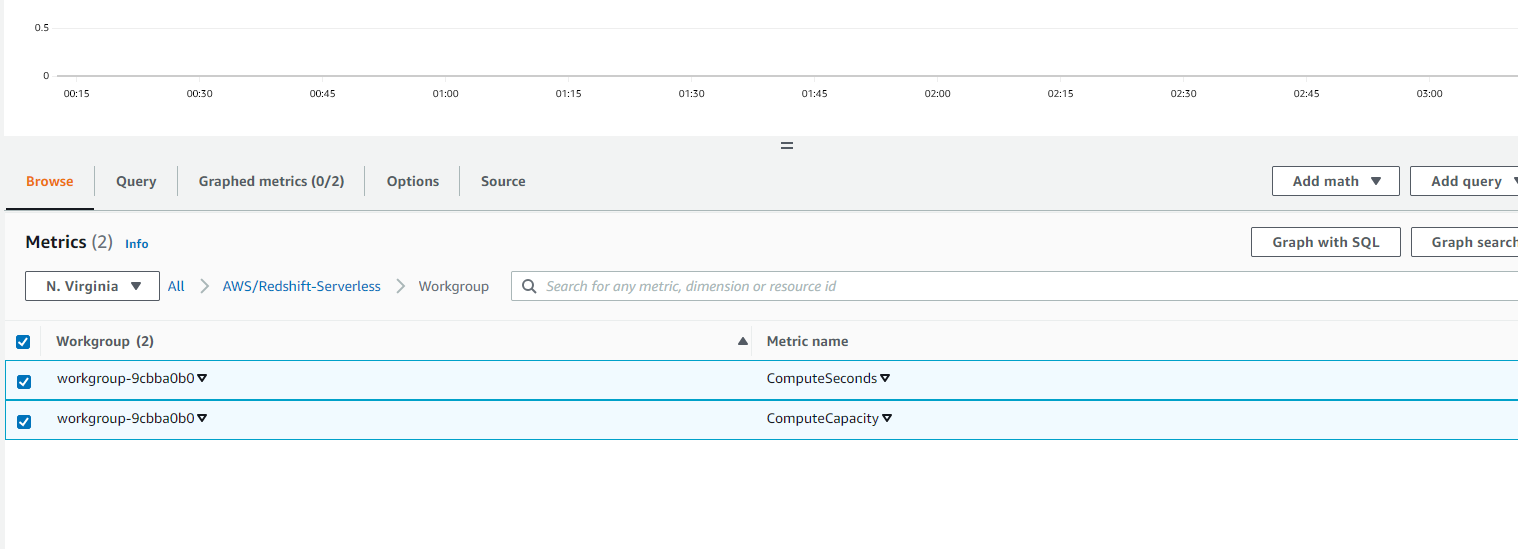 0.5
0
00:15 00:30 00:45 01:00 01:15 01:30 01:45 02:00 02:15 02:30 02:45 03:00
Browse Query Graphed metrics (0/2) Options Source Add math Add query
Metrics (2) Info Graph with SQL Graph search
N. Virginia All AWS/Redshift-Serverless Workgroup Search for any metric, dimension or resource id
Workgroup (2) Metric name
workgroup-9cbba0b0 ComputeSeconds
workgroup-9cbba0b0 ComputeCapacity